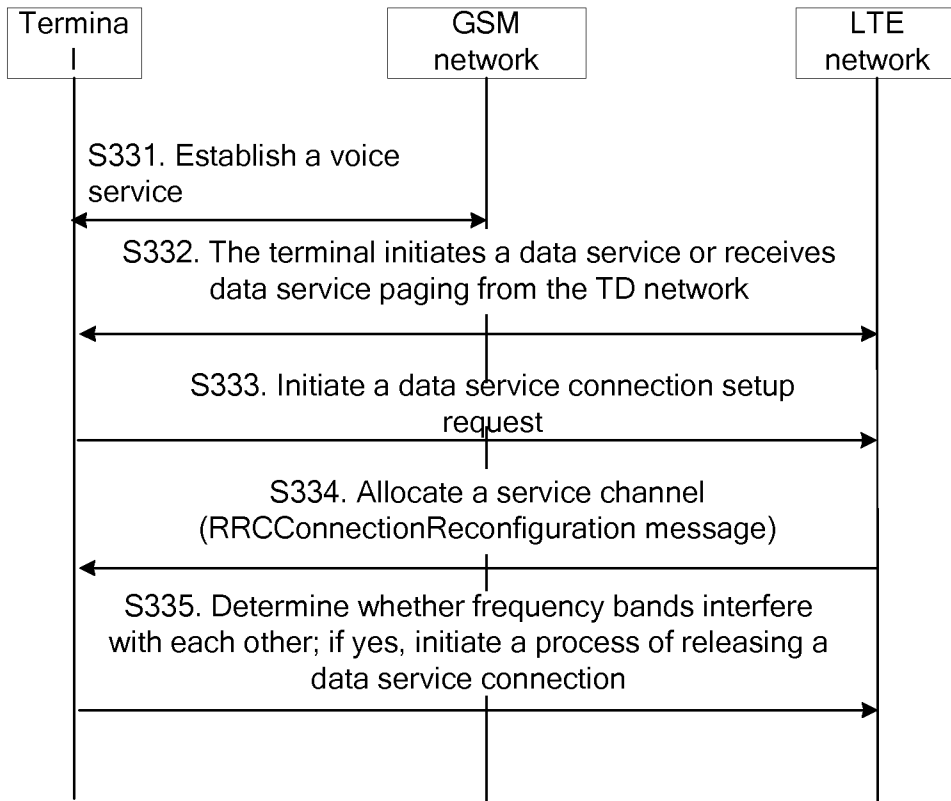 Termina
l
GSM
network
LTE
network
S331. Establish a voice
service
S332. The terminal initiates a data service or receives
data service paging from the TD network
S333. Initiate a data service connection setup
request
S334. Allocate a service channel
(RRCConnectionReconfiguration message)
S335. Determine whether frequency bands interfere
with each other; if yes, initiate a process of releasing a
data service connection